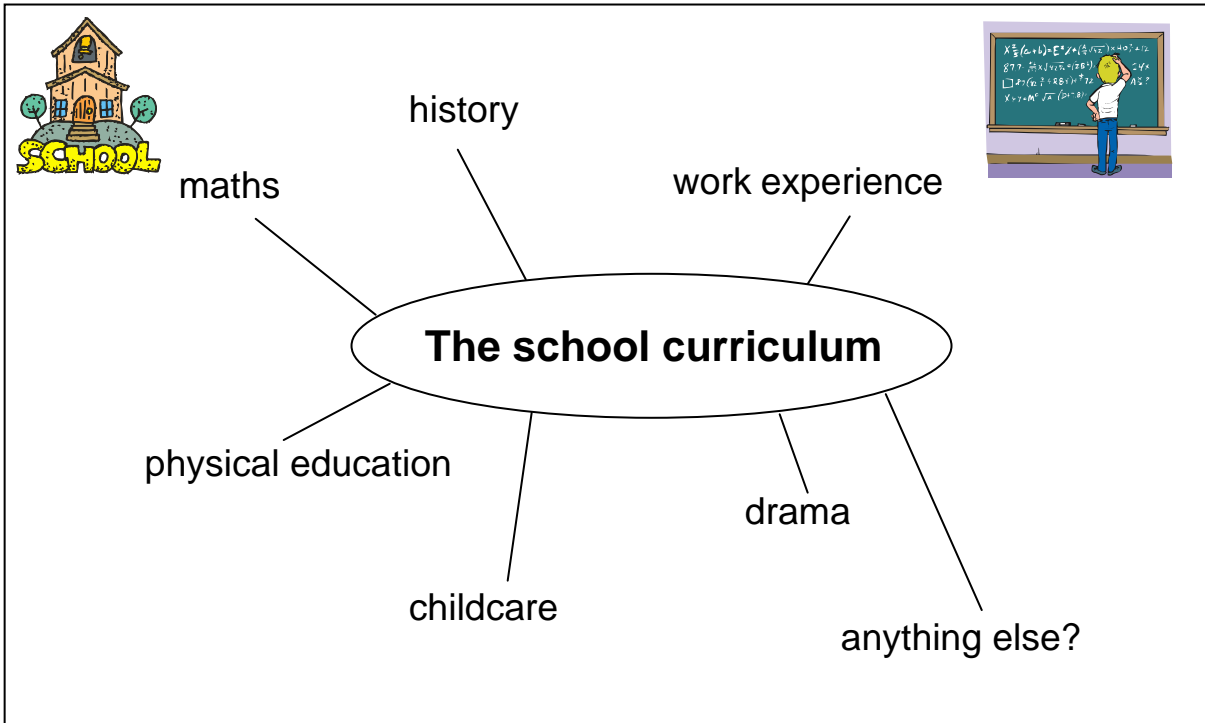 SCHOOL
history
maths
work experience
The school curriculum
physical education
drama
childcare
anything else?